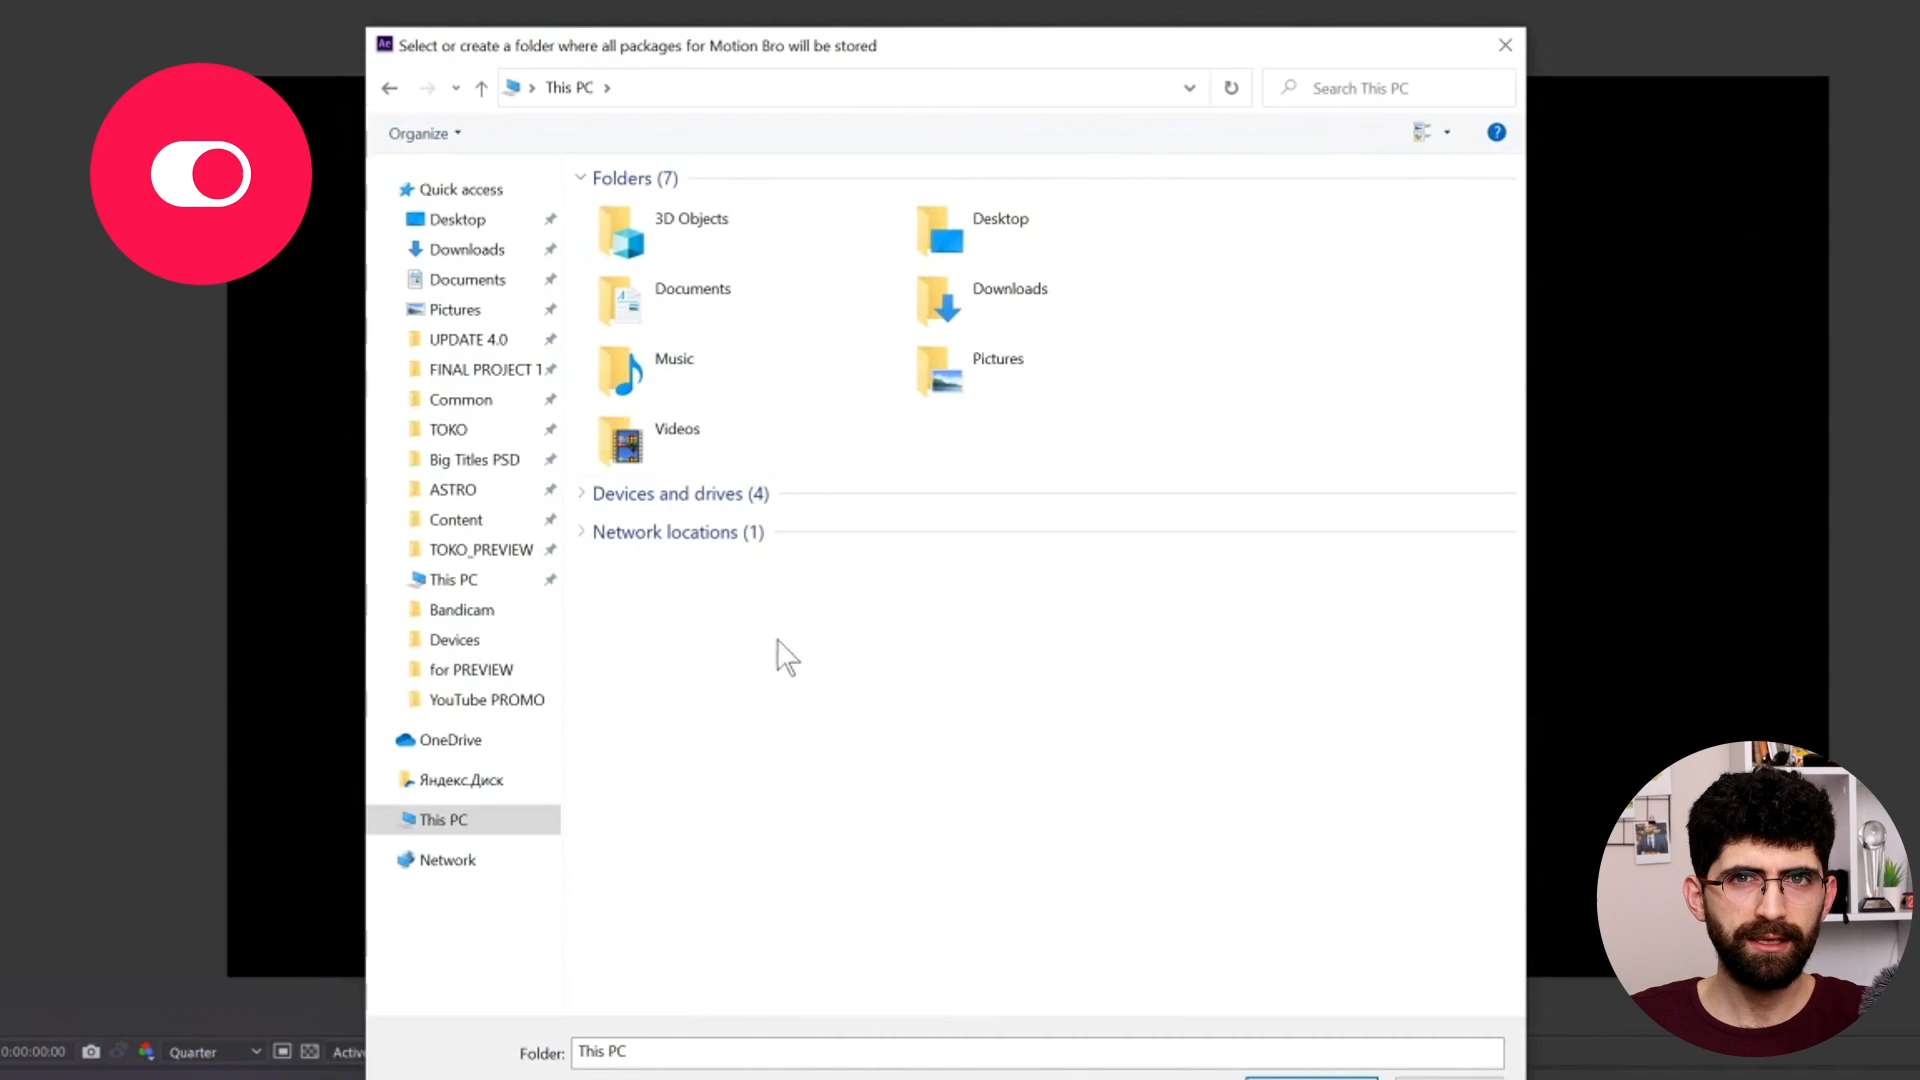 Ae Select or create a folder where all packages for Motion Bro will be stored
This PC
Search This PC
Organize
?
Quick access
Desktop
Downloads
Documents
Pictures
UPDATE 4.0
FINAL PROJECT 1
Common
TOKO
Big Titles PSD
ASTRO
Content
TOKO_PREVIEW
This PC
Bandicam
Devices
for PREVIEW
YouTube PROMO
OneDrive
Яндекс.Диск
This PC
Network
Folders (7)
3D Objects
Desktop
Documents
Downloads
Music
Pictures
Videos
Devices and drives (4)
Network locations (1)
Folder: This PC
0:00:00:00
Quarter
Active